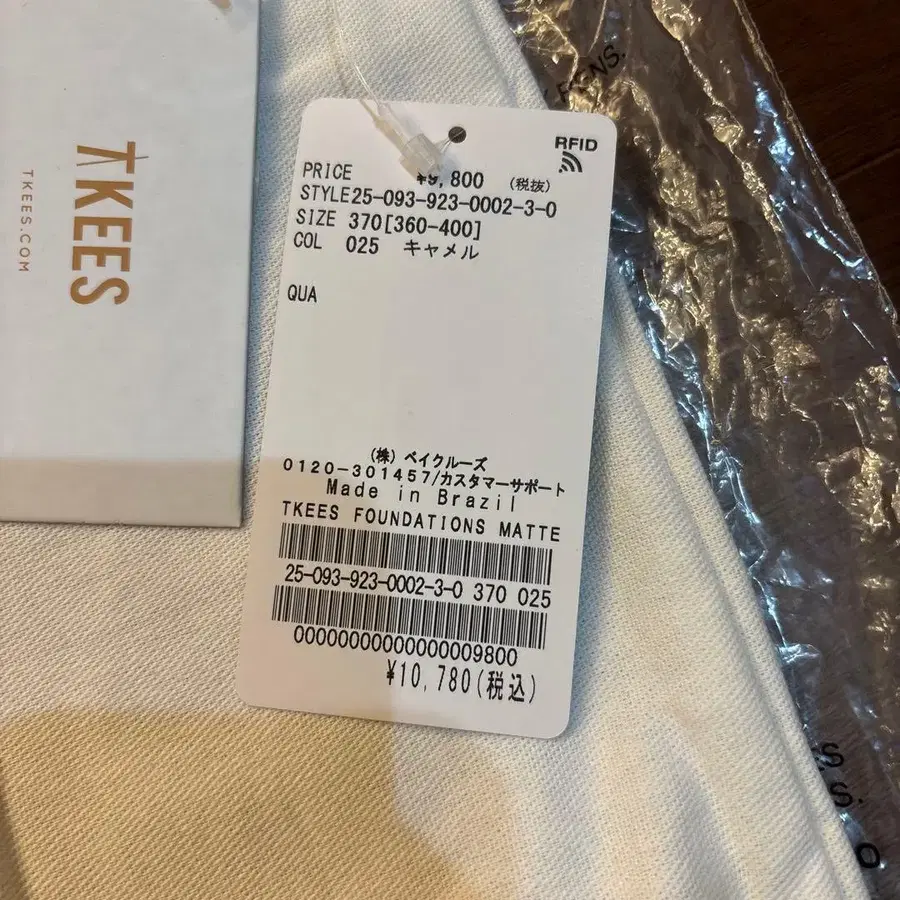 TKEES
TKEES.COM
RFID
PRICE ¥9,800 (税抜)
STYLE25-093-923-0002-3-0
SIZE 370[360-400]
COL 025 キャメル
QUA
(株) ベイクルーズ
0120-301457/カスタマーサポート
Made in Brazil
TKEES FOUNDATIONS MATTE
25-093-923-0002-3-0 370 025
00000000000000009800
¥10,780(税込)